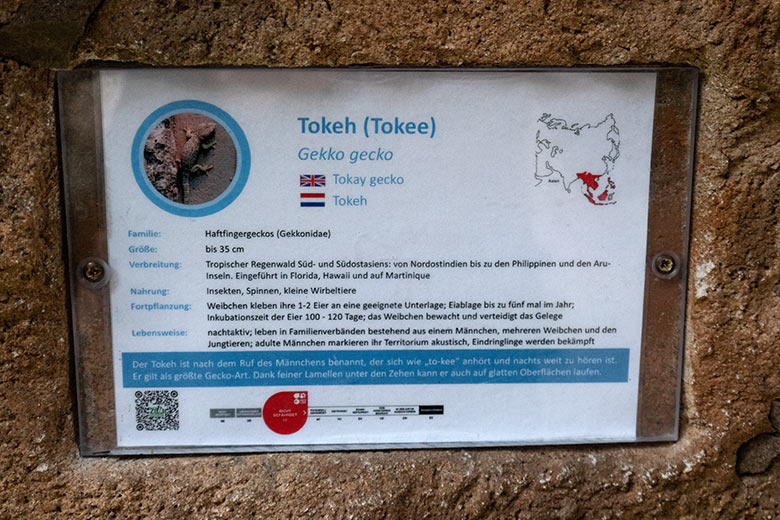 Tokeh (Tokee)
Gekko gecko
Tokay gecko
Tokeh
Familie: Haftfingergeckos (Gekkonidae)
Größe: bis 35 cm
Verbreitung: Tropischer Regenwald Süd- und Südostasiens: von Nordostindien bis zu den Philippinen und den Aru-
Inseln. Eingeführt in Florida, Hawaii und auf Martinique
Nahrung: Insekten, Spinnen, kleine Wirbeltiere
Fortpflanzung: Weibchen kleben ihre 1-2 Eier an eine geeignete Unterlage; Eiablage bis zu fünf mal im Jahr;
Inkubationszeit der Eier 100 - 120 Tage; das Weibchen bewacht und verteidigt das Gelege
Lebensweise: nachtaktiv; leben in Familienverbänden bestehend aus einem Männchen, mehreren Weibchen und den
Jungtieren; adulte Männchen markieren ihr Territorium akustisch, Eindringlinge werden bekämpft
Der Tokeh ist nach dem Ruf des Männchens benannt, der sich wie „to-kee" anhört und nachts weit zu hören ist.
Er gilt als größte Gecko-Art. Dank feiner Lamellen unter den Zehen kann er auch auf glatten Oberflächen laufen.
NICHT
GEFÄHRDET